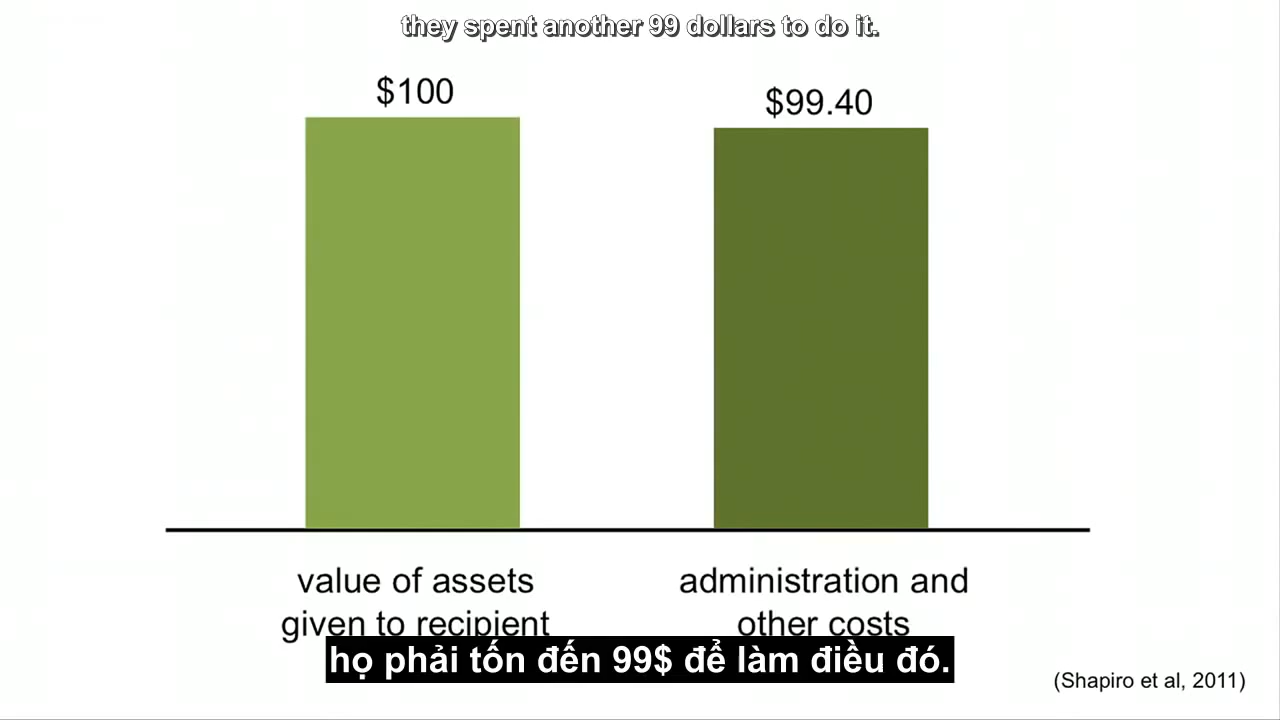 they spent another 99 dollars to do it.
$100
$99.40
value of assets
given to recipient
administration and
other costs
họ phải tốn đến 99$ để làm điều đó.
(Shapiro et al, 2011)